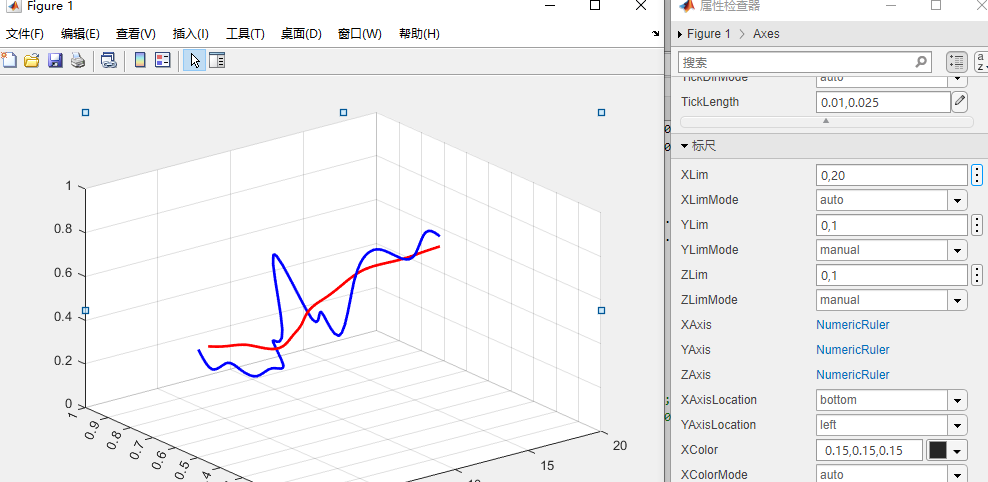 Figure 1
文件(F) 编辑(E) 查看(V) 插入(I) 工具(T) 桌面(D) 窗口(W) 帮助(H)
1
0.8
0.6
0.4
0.2
0
1
0.9
0.8
0.7
0.6
0.5
0.4
15
20
属性检查器
Figure 1 > Axes
搜索
TickDirMode auto
TickLength 0.01,0.025
标尺
XLim 0,20
XLimMode auto
YLim 0,1
YLimMode manual
ZLim 0,1
ZLimMode manual
XAxis NumericRuler
YAxis NumericRuler
ZAxis NumericRuler
XAxisLocation bottom
YAxisLocation left
XColor 0.15,0.15,0.15
XColorMode auto